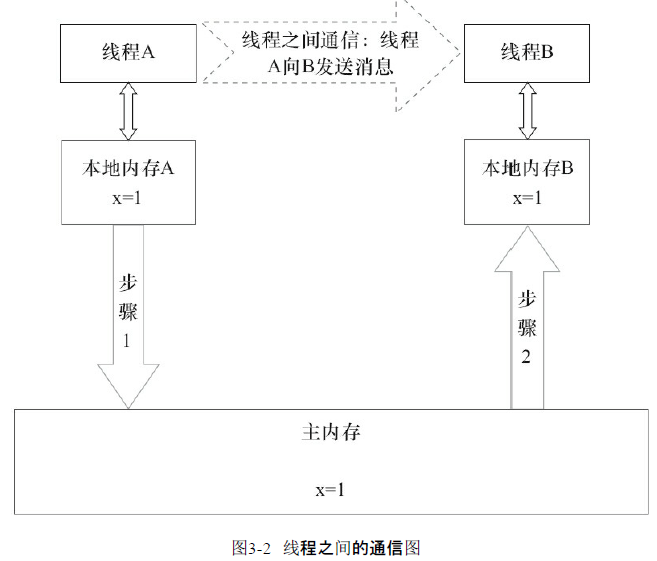 线程A
线程之间通信：线程
A向B发送消息
线程B
本地内存A
x=1
本地内存B
x=1
步
骤
1
步
骤
2
主内存
x=1
图3-2 线程之间的通信图